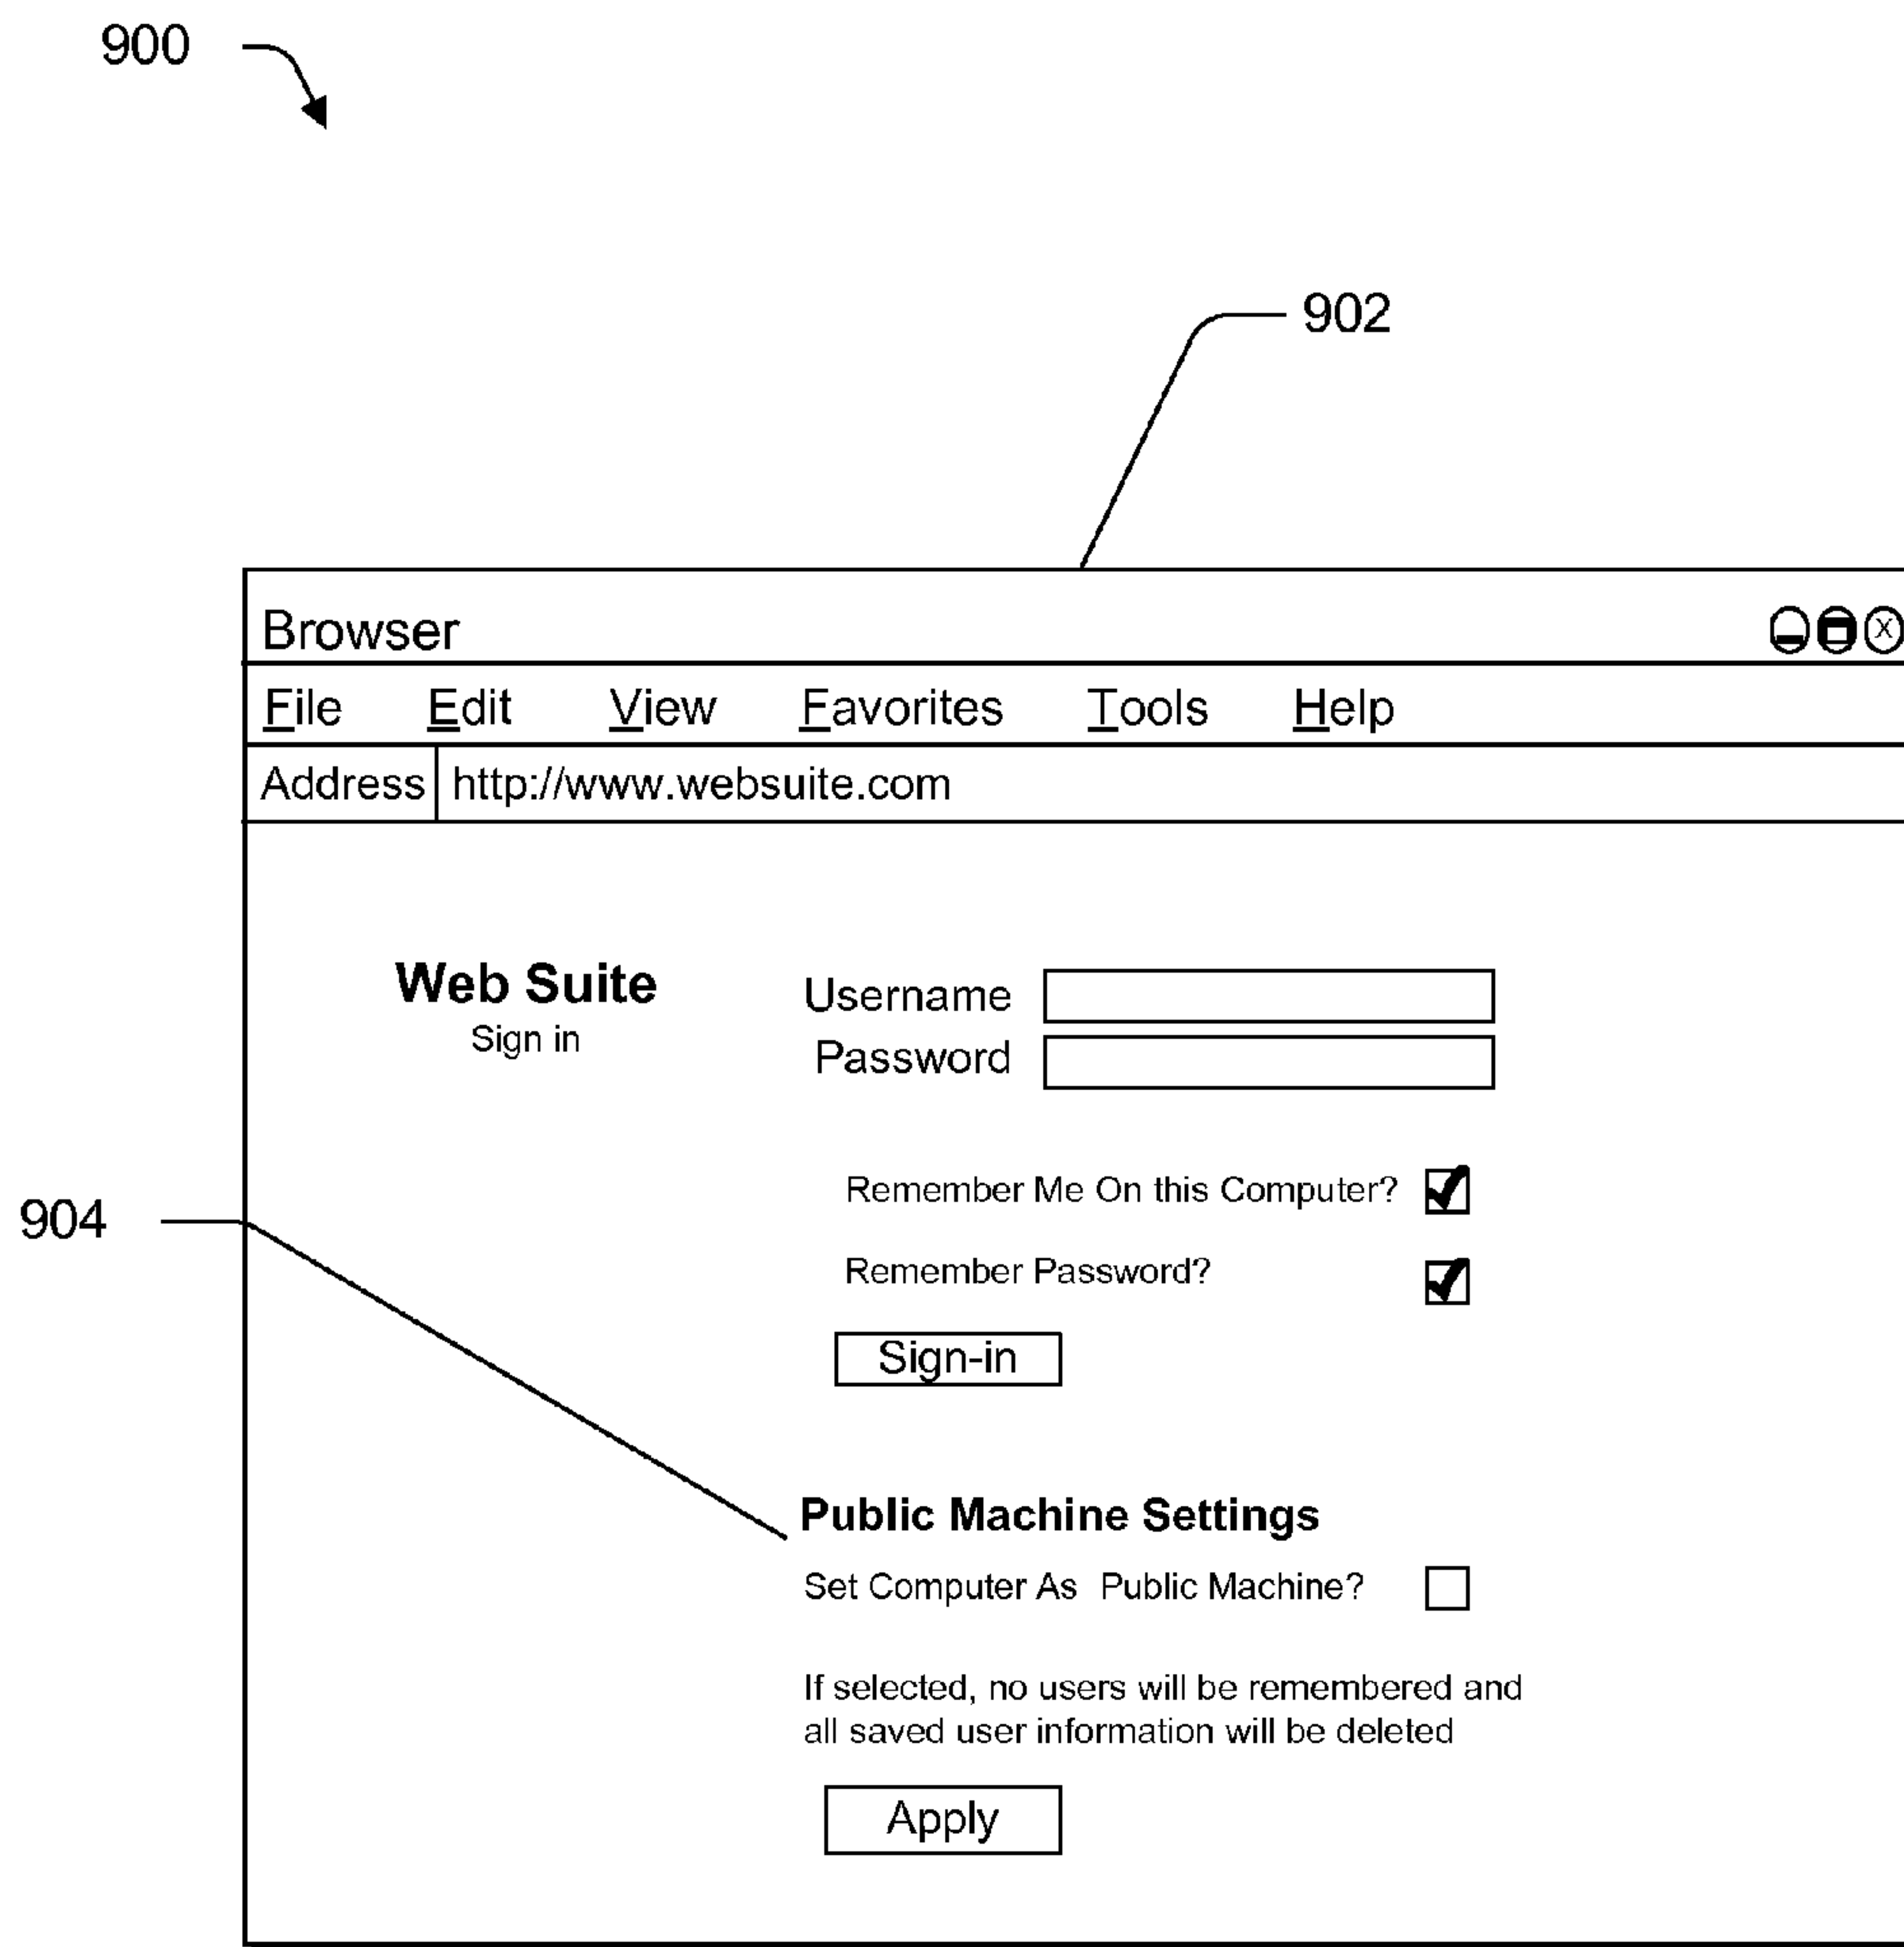 900
902
Browser
X
File Edit View Favorites Tools Help
Address http://www.websuite.com
Web Suite
Sign in
Username
Password
Remember Me On this Computer?
904
Remember Password?
Sign-in
Public Machine Settings
Set Computer As Public Machine?
If selected, no users will be remembered and
all saved user information will be deleted
Apply